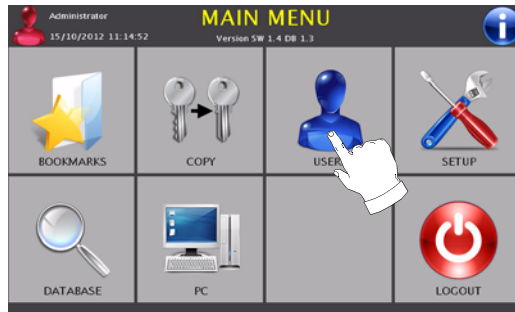 Administrator
15/10/2012 11:14:52
MAIN MENU
Version SW 1.4 DB 1.3
BOOKMARKS
COPY
USER
SETUP
DATABASE
PC
LOGOUT